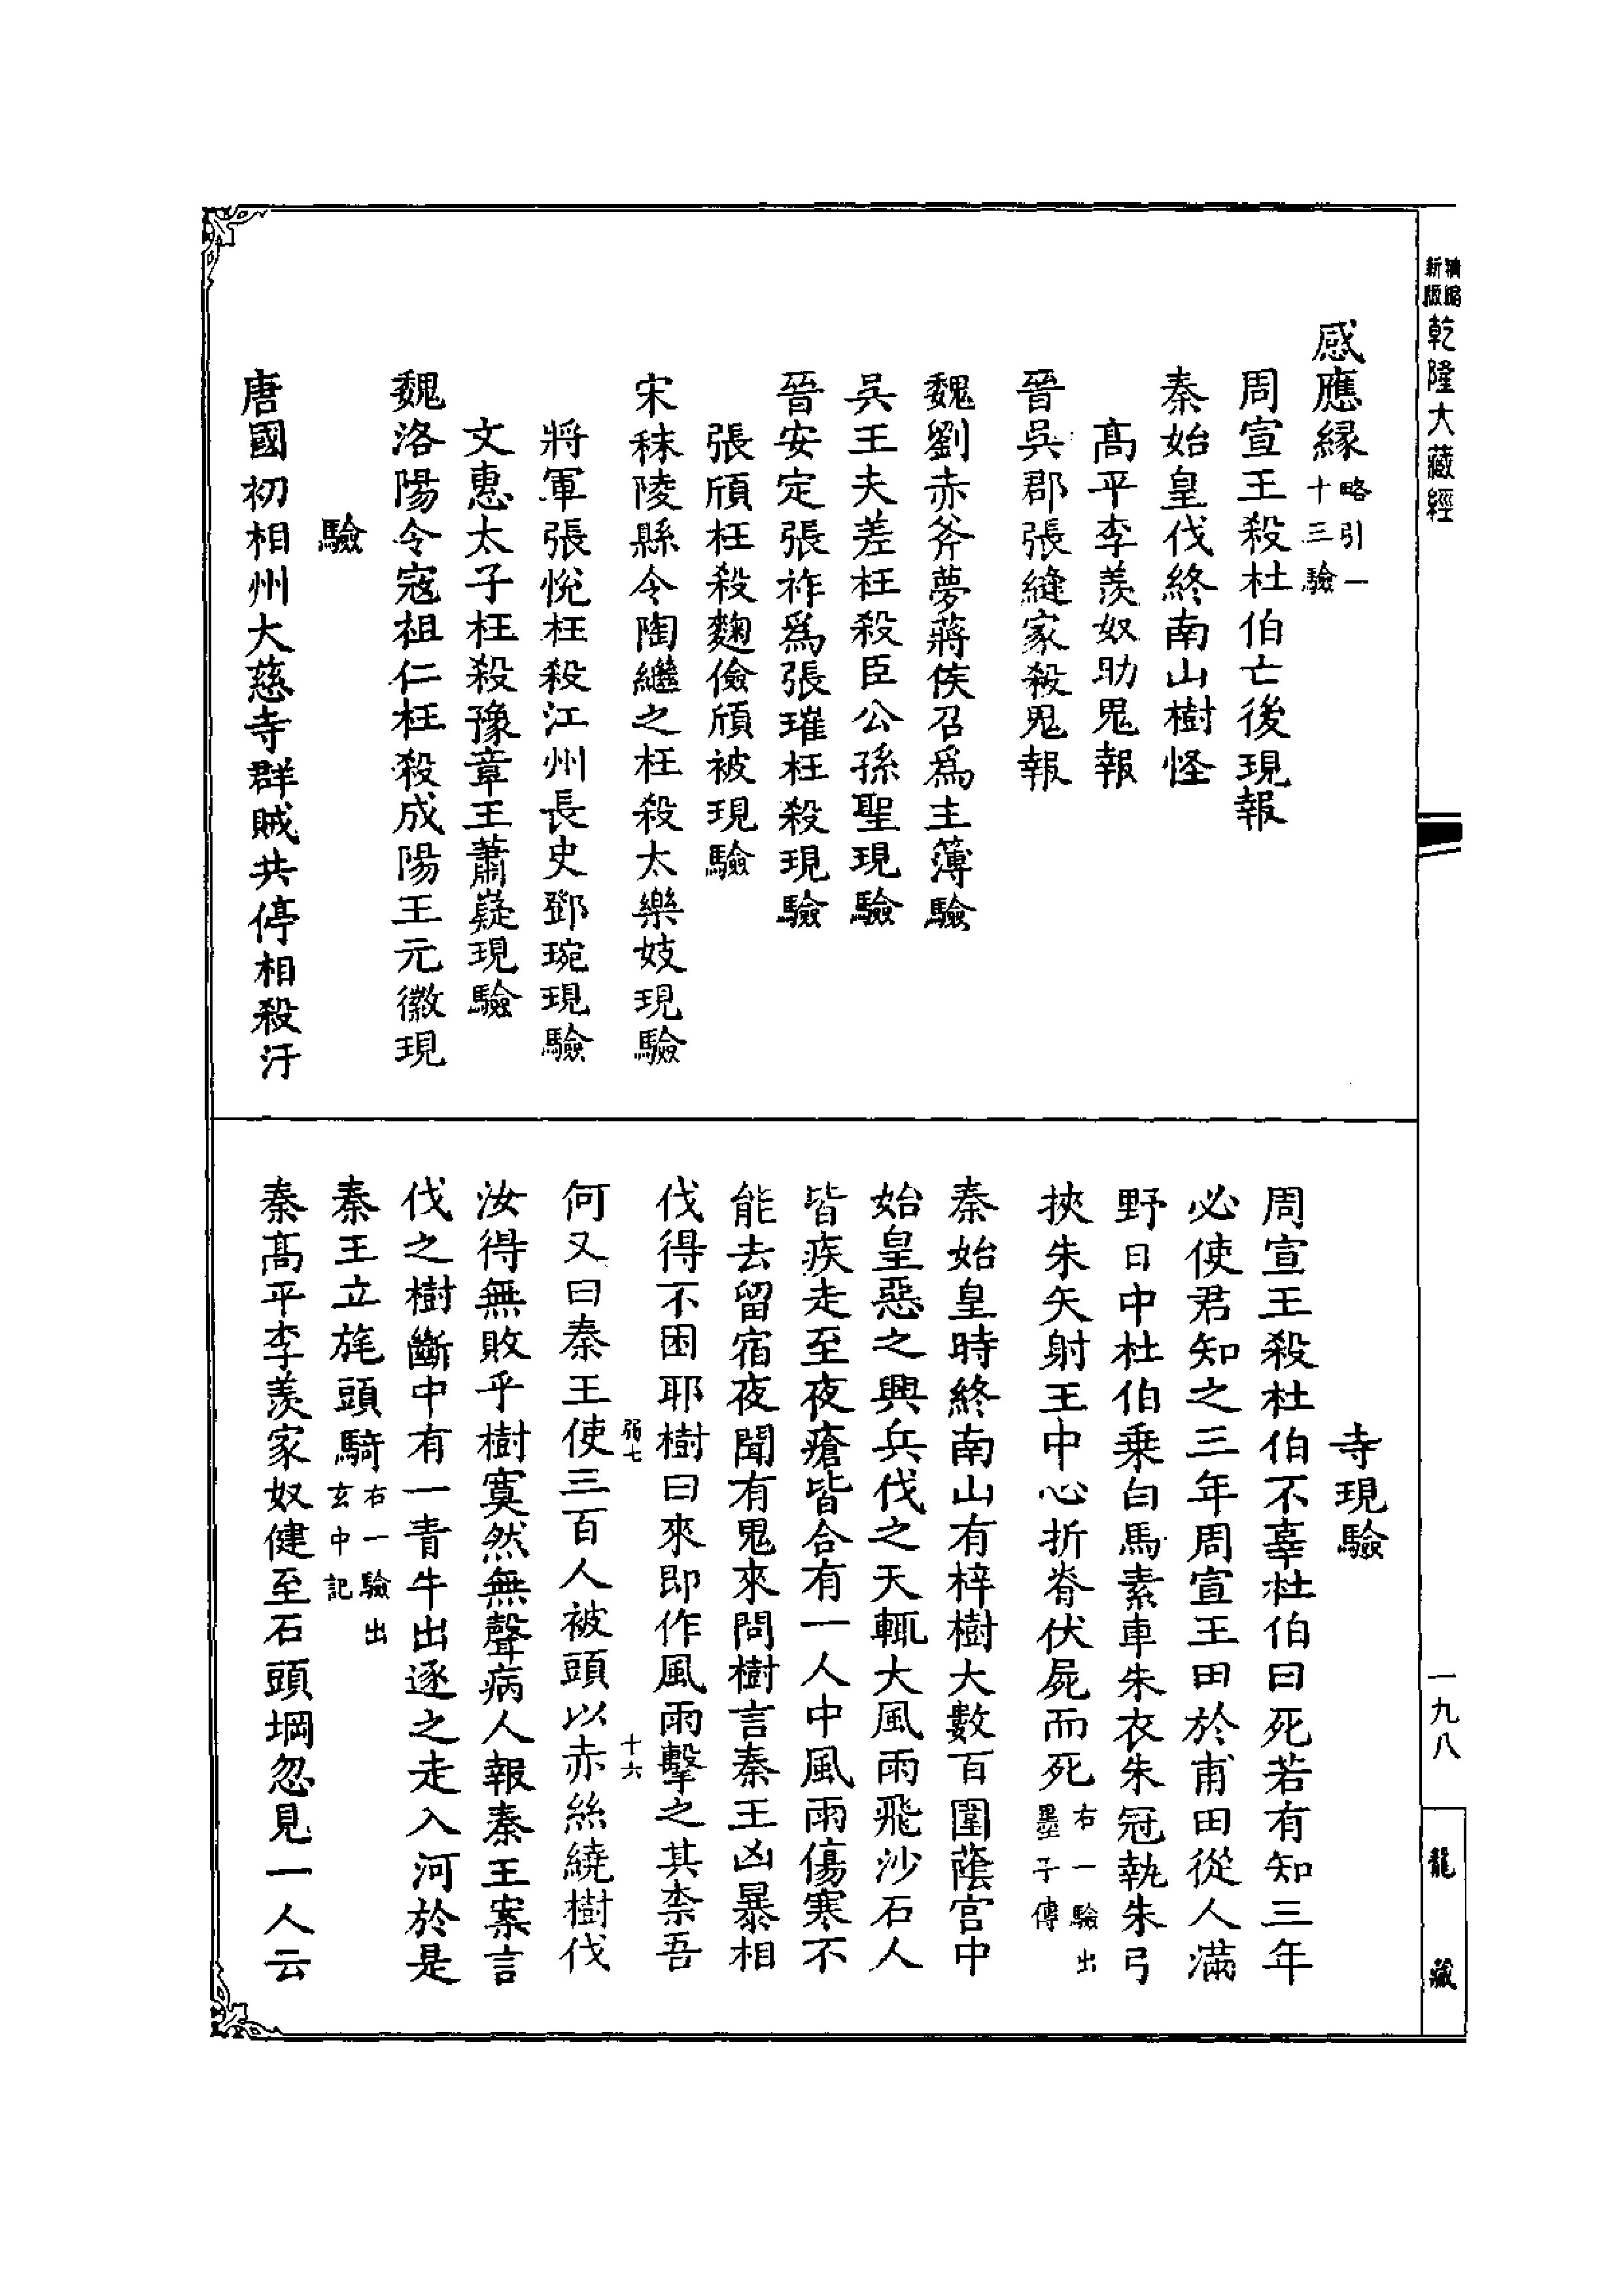 精縮
新版
乾隆大藏經
一九八
龍藏
感應緣略引一十三驗
周宣王殺杜伯亡後現報
秦始皇伐終南山樹怪
髙平李羨奴助鬼報
晉吳郡張縫家殺鬼報
魏劉赤斧夢蔣侯召爲主簿驗
吳王夫差枉殺臣公孫聖現驗
晉安定張祚爲張璀枉殺現驗
張頎枉殺麴儉頎被現驗
宋秣陵縣令陶繼之枉殺太樂妓現驗
將軍張悅枉殺江州長史鄧琬現驗
文惠太子枉殺豫章王蕭嶷現驗
魏洛陽令寇祖仁枉殺成陽王元徽現
驗
唐國初相州大慈寺群賊共停相殺汙
寺現驗
周宣王殺杜伯不辜杜伯曰死若有知三年
必使君知之三年周宣王田於甫田從人滿
野日中杜伯乗白馬素車朱衣朱冠執朱弓
挾朱矢射王中心折脊伏屍而死右一驗出墨子傳
秦始皇時終南山有梓樹大數百圍蔭宮中
始皇惡之興兵伐之天輒大風雨飛沙石人
皆疾走至夜瘡皆合有一人中風雨傷寒不
能去留宿夜聞有鬼來問樹言秦王凶暴相
伐得不困耶樹曰來即作風雨擊之其柰吾
弱七
十六
何又曰秦王使三百人被頭以赤絲繞樹伐
汝得無敗乎樹寞然無聲病人報秦王案言
伐之樹斷中有一青牛出逐之走入河於是
秦王立旄頭騎右一驗出玄中記
秦髙平李羨家奴健至石頭堈忽見一人云